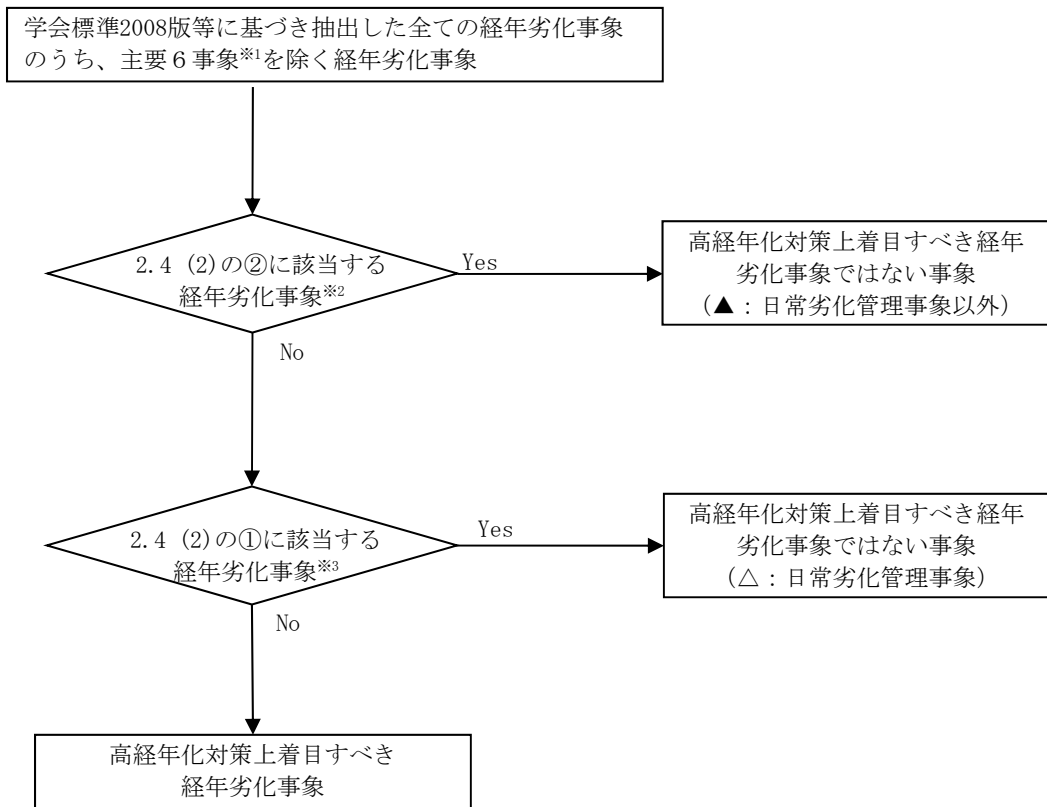 学会標準2008版等に基づき抽出した全ての経年劣化事象
のうち、主要６事象※1を除く経年劣化事象
2.4 (2)の②に該当する
経年劣化事象※2
Yes
高経年化対策上着目すべき経年
劣化事象ではない事象
(▲：日常劣化管理事象以外)
No
2.4 (2)の①に該当する
経年劣化事象※3
Yes
高経年化対策上着目すべき経年
劣化事象ではない事象
(△：日常劣化管理事象)
No
高経年化対策上着目すべき
経年劣化事象